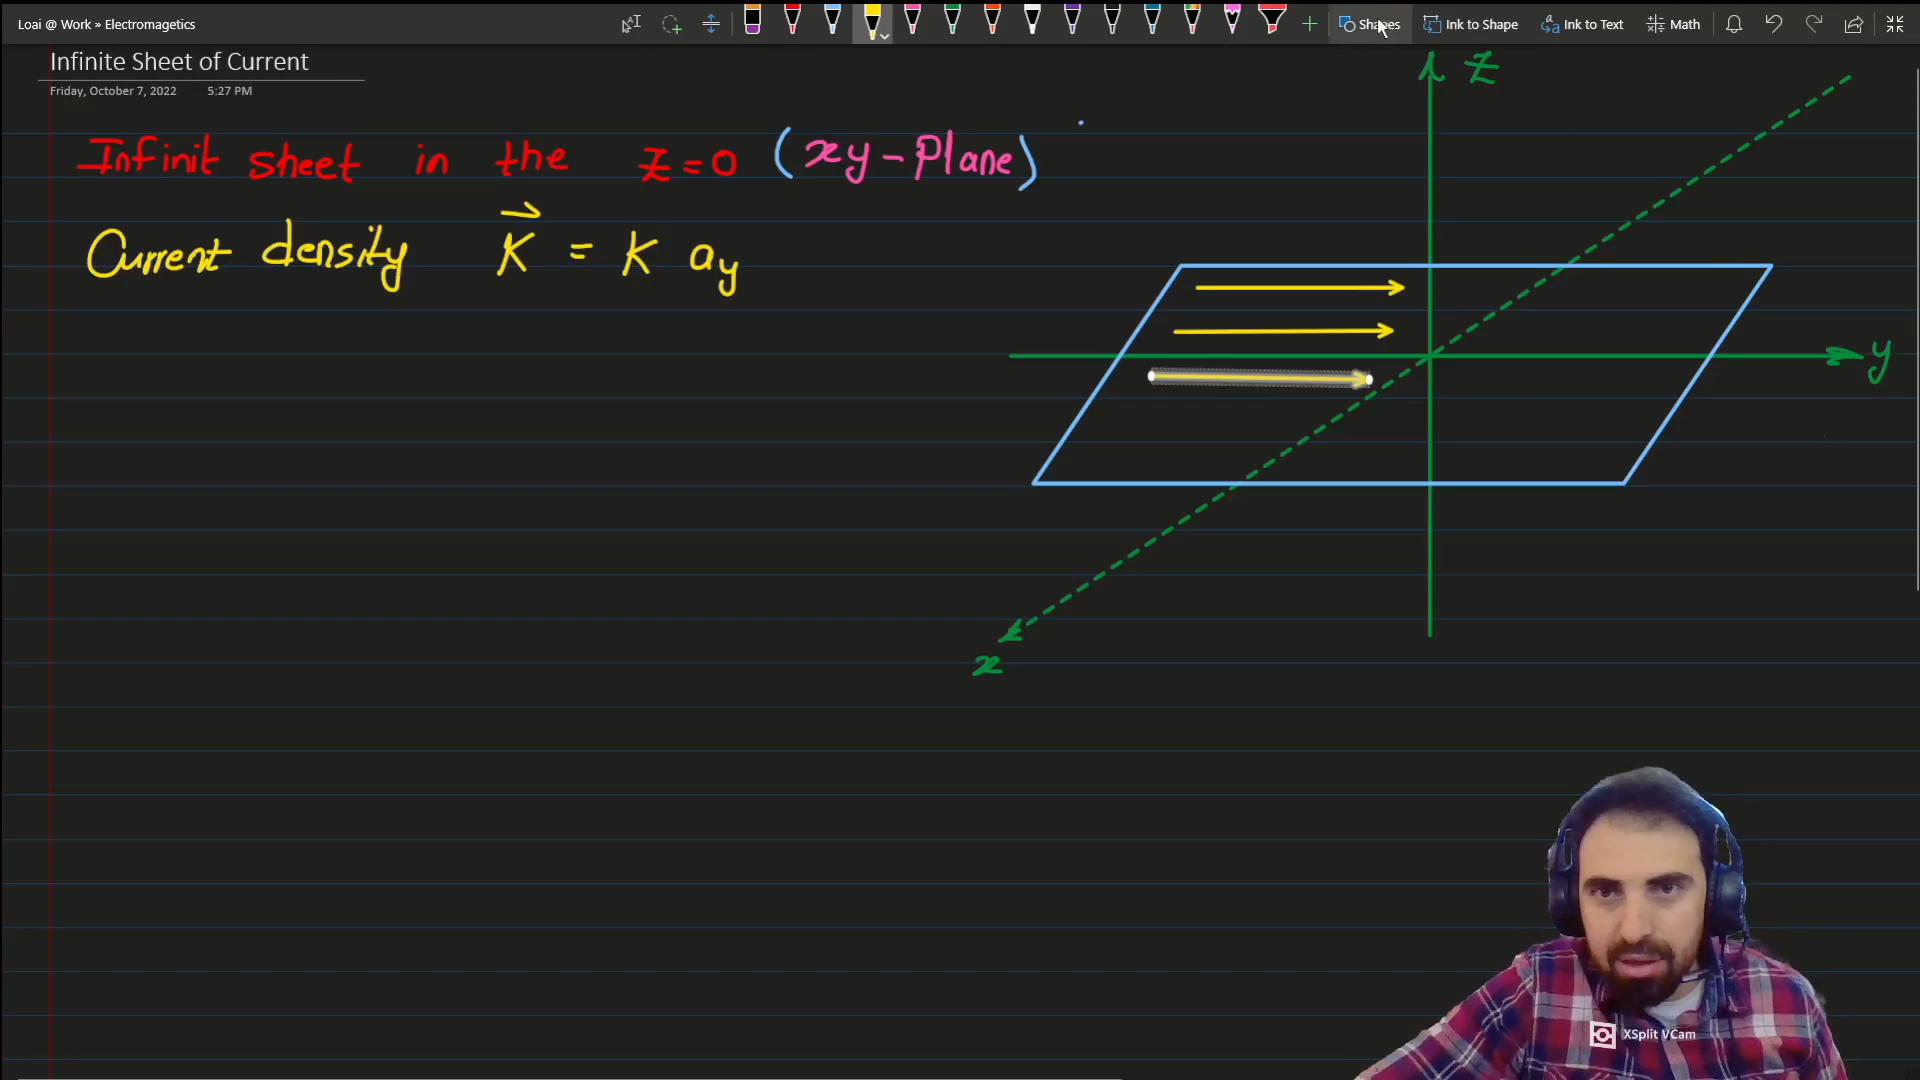 Loai @ Work » Electromagetics
Shapes Ink to Shape Ink to Text Math
Infinite Sheet of Current
Friday, October 7, 2022 5:27 PM
Infinit sheet in the z=0 (xy-Plane)
Current density K = K ay
z
y
x
XSplit VCam